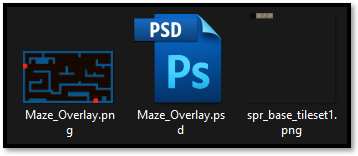 PSD
Ps
Maze_Overlay.pn
g
Maze_Overlay.ps
d
spr_base_tileset1.
png